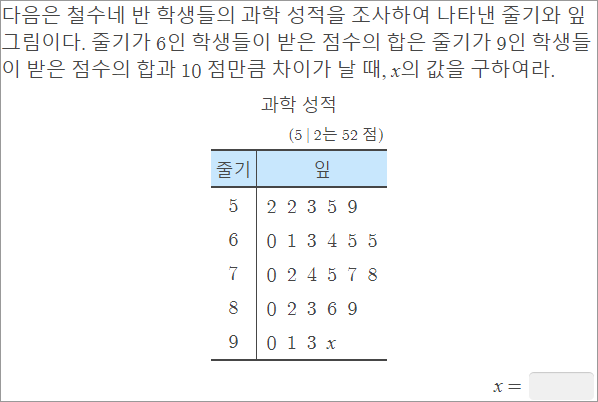 다음은 철수네 반 학생들의 과학 성적을 조사하여 나타낸 줄기와 잎
그림이다. 줄기가 6인 학생들이 받은 점수의 합은 줄기가 9인 학생들
이 받은 점수의 합과 10 점만큼 차이가 날 때, x의 값을 구하여라.
과학 성적
(5 | 2는 52 점)
줄기 잎
5 2 2 3 5 9
6 0 1 3 4 5 5
7 0 2 4 5 7 8
8 0 2 3 6 9
9 0 1 3 x
x =